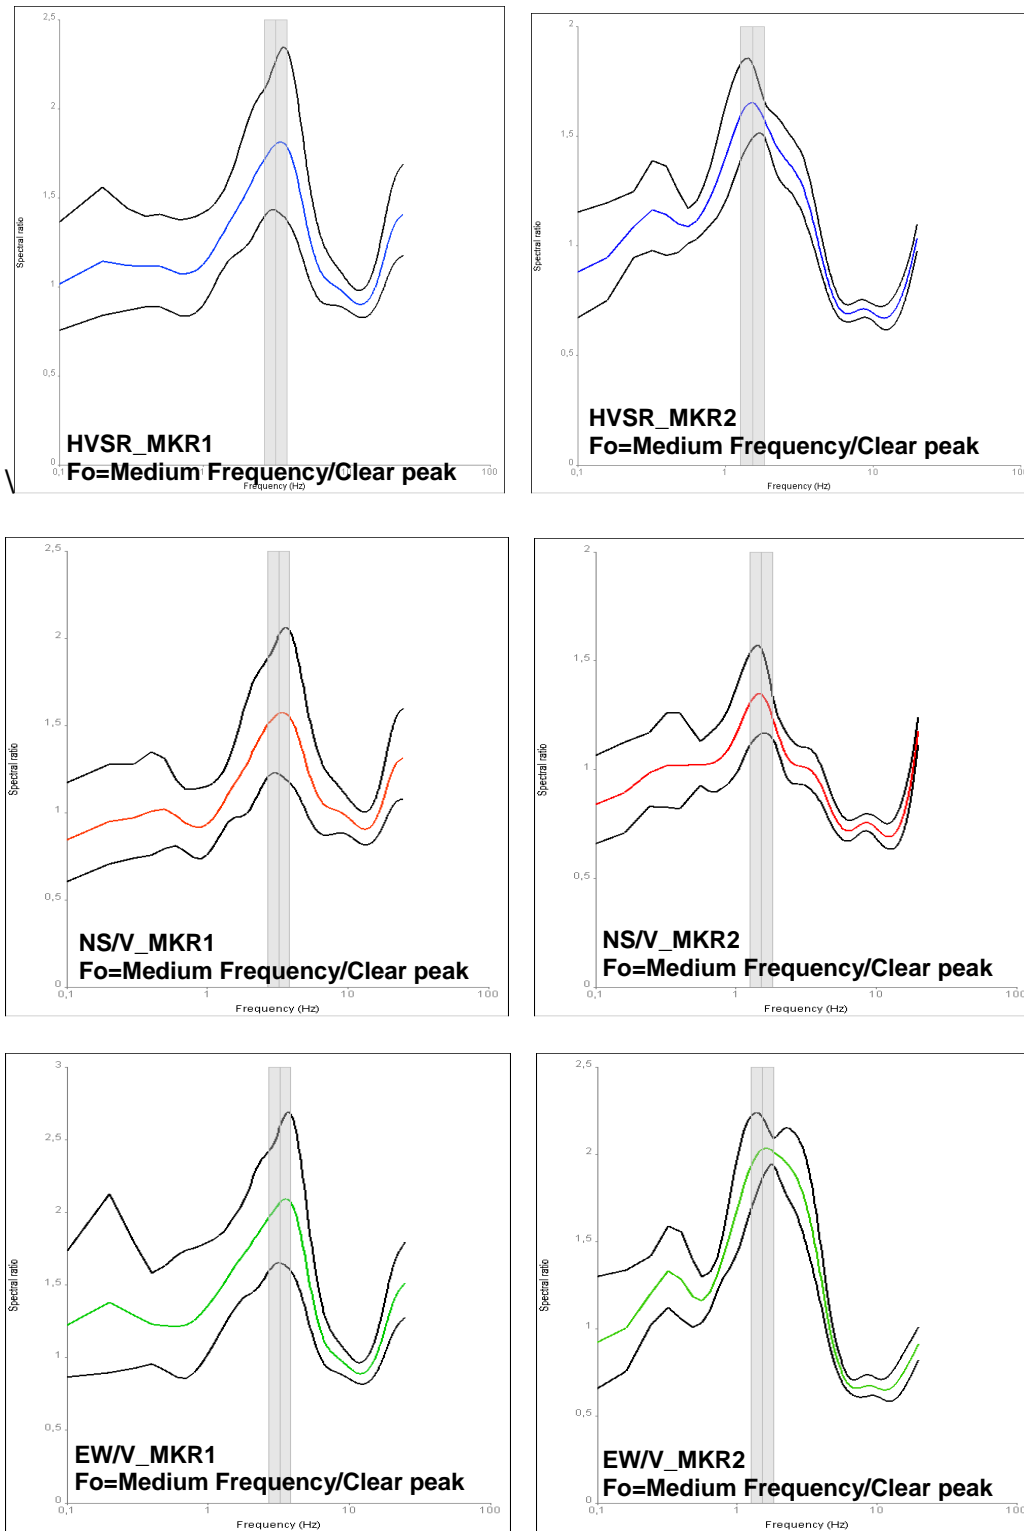 2,5
2
1,5
1
0,5
0
0,1
1
10
100
Spectral ratio
Frequency (Hz)
HVSR_MKR1
Fo=Medium Frequency/Clear peak
\
2
1,5
1
0,5
0
0,1
1
10
100
Spectral ratio
Frequency (Hz)
HVSR_MKR2
Fo=Medium Frequency/Clear peak
2,5
2
1,5
1
0,5
0
0,1
1
10
100
Spectral ratio
Frequency (Hz)
NS/V_MKR1
Fo=Medium Frequency/Clear peak
2
1,5
1
0,5
0
0,1
1
10
100
Spectral ratio
Frequency (Hz)
NS/V_MKR2
Fo=Medium Frequency/Clear peak
3
2,5
2
1,5
1
0,5
0
0,1
1
10
100
Spectral ratio
Frequency (Hz)
EW/V_MKR1
Fo=Medium Frequency/Clear peak
2,5
2
1,5
1
0,5
0
0,1
1
10
100
Spectral ratio
Frequency (Hz)
EW/V_MKR2
Fo=Medium Frequency/Clear peak